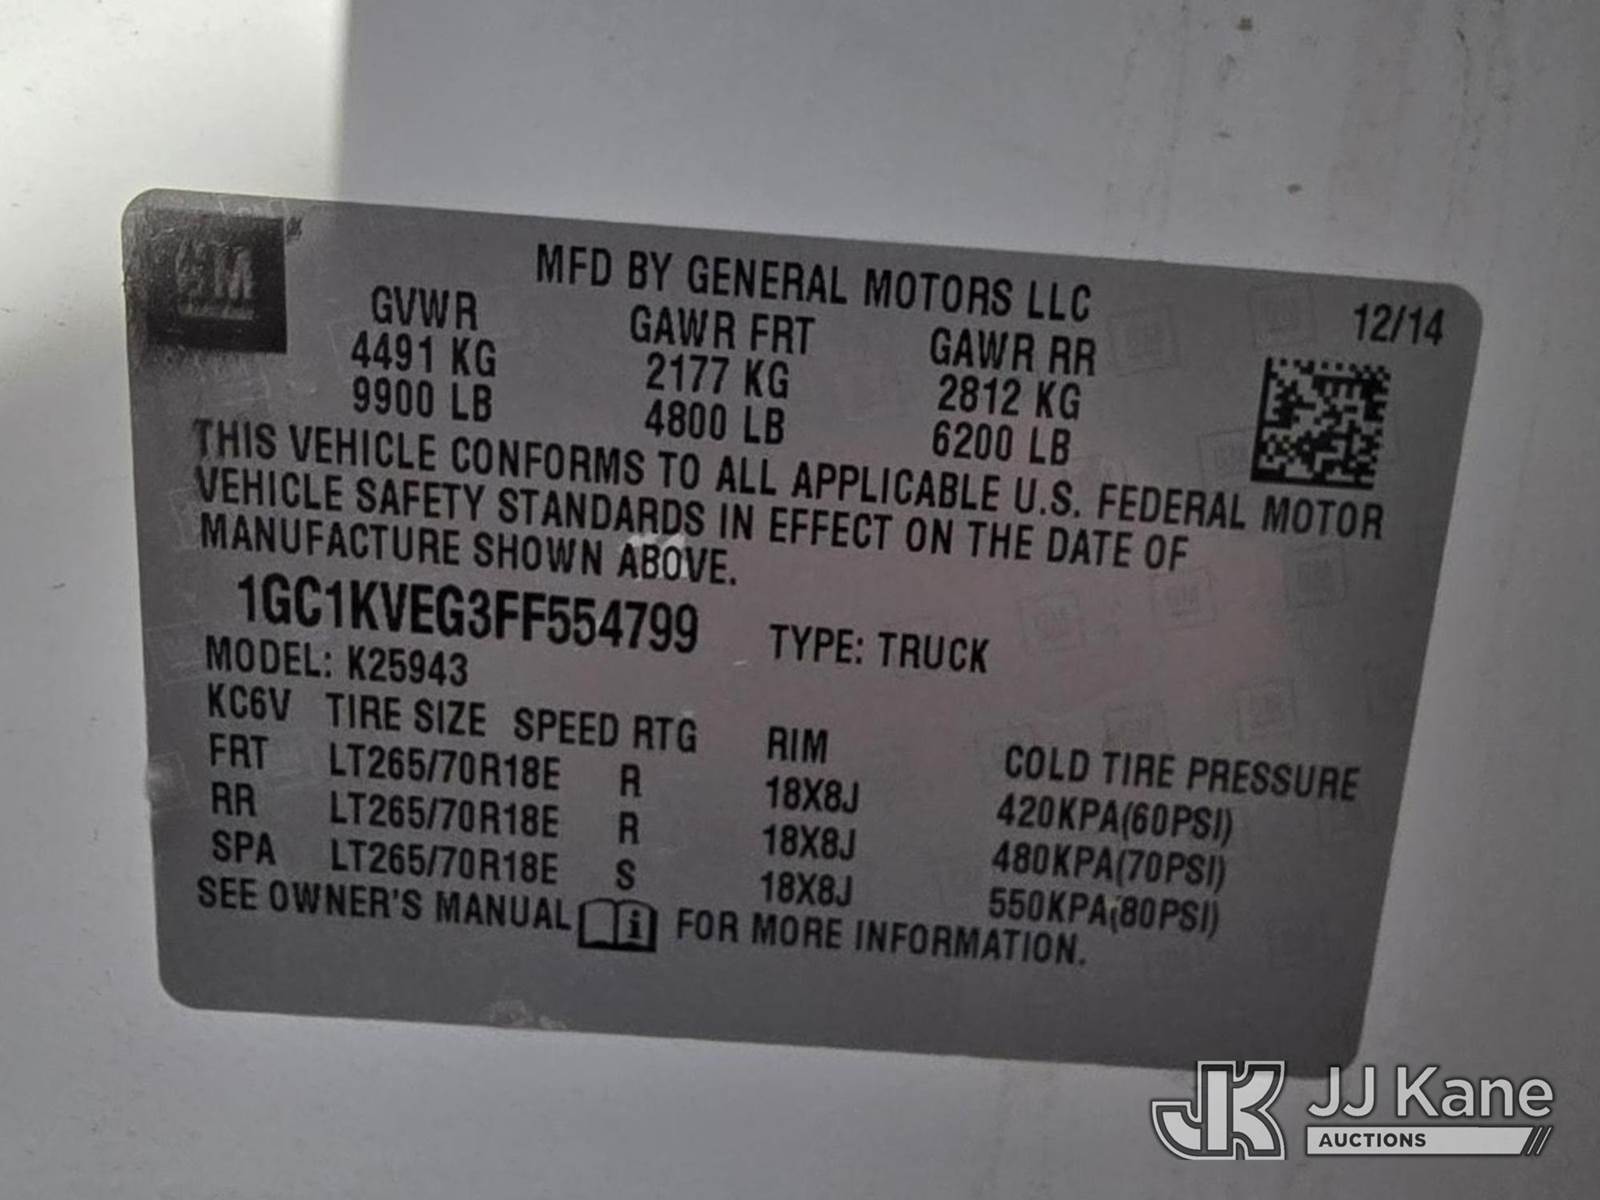 GM
MFD BY GENERAL MOTORS LLC
12/14
GVWR GAWR FRT GAWR RR
4491 KG 2177 KG 2812 KG
9900 LB 4800 LB 6200 LB
THIS VEHICLE CONFORMS TO ALL APPLICABLE U.S. FEDERAL MOTOR
VEHICLE SAFETY STANDARDS IN EFFECT ON THE DATE OF
MANUFACTURE SHOWN ABOVE.
1GC1KVEG3FF554799 TYPE: TRUCK
MODEL: K25943
KC6V TIRE SIZE SPEED RTG RIM COLD TIRE PRESSURE
FRT LT265/70R18E R 18X8J 420KPA(60PSI)
RR LT265/70R18E R 18X8J 480KPA(70PSI)
SPA LT265/70R18E S 18X8J 550KPA(80PSI)
SEE OWNER'S MANUAL i FOR MORE INFORMATION.
JK JJ Kane
AUCTIONS